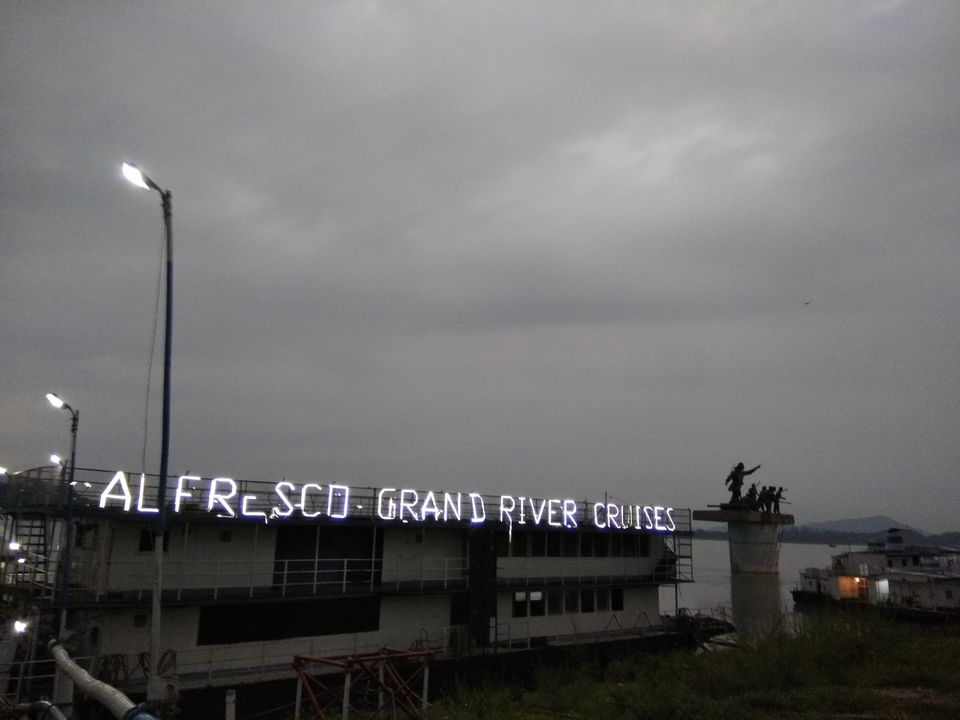 ALFRESCO-GRAND RIVER CRUISES